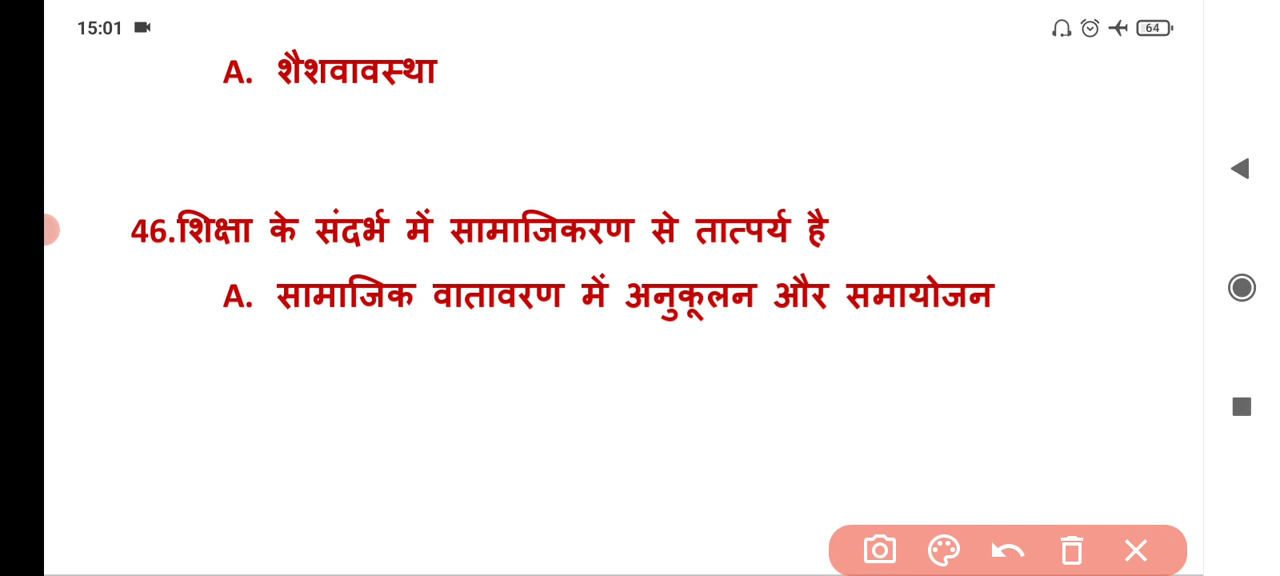 15:01
64
A. शैशवावस्था
46.शिक्षा के संदर्भ में सामाजिकरण से तात्पर्य है
A. सामाजिक वातावरण में अनुकूलन और समायोजन